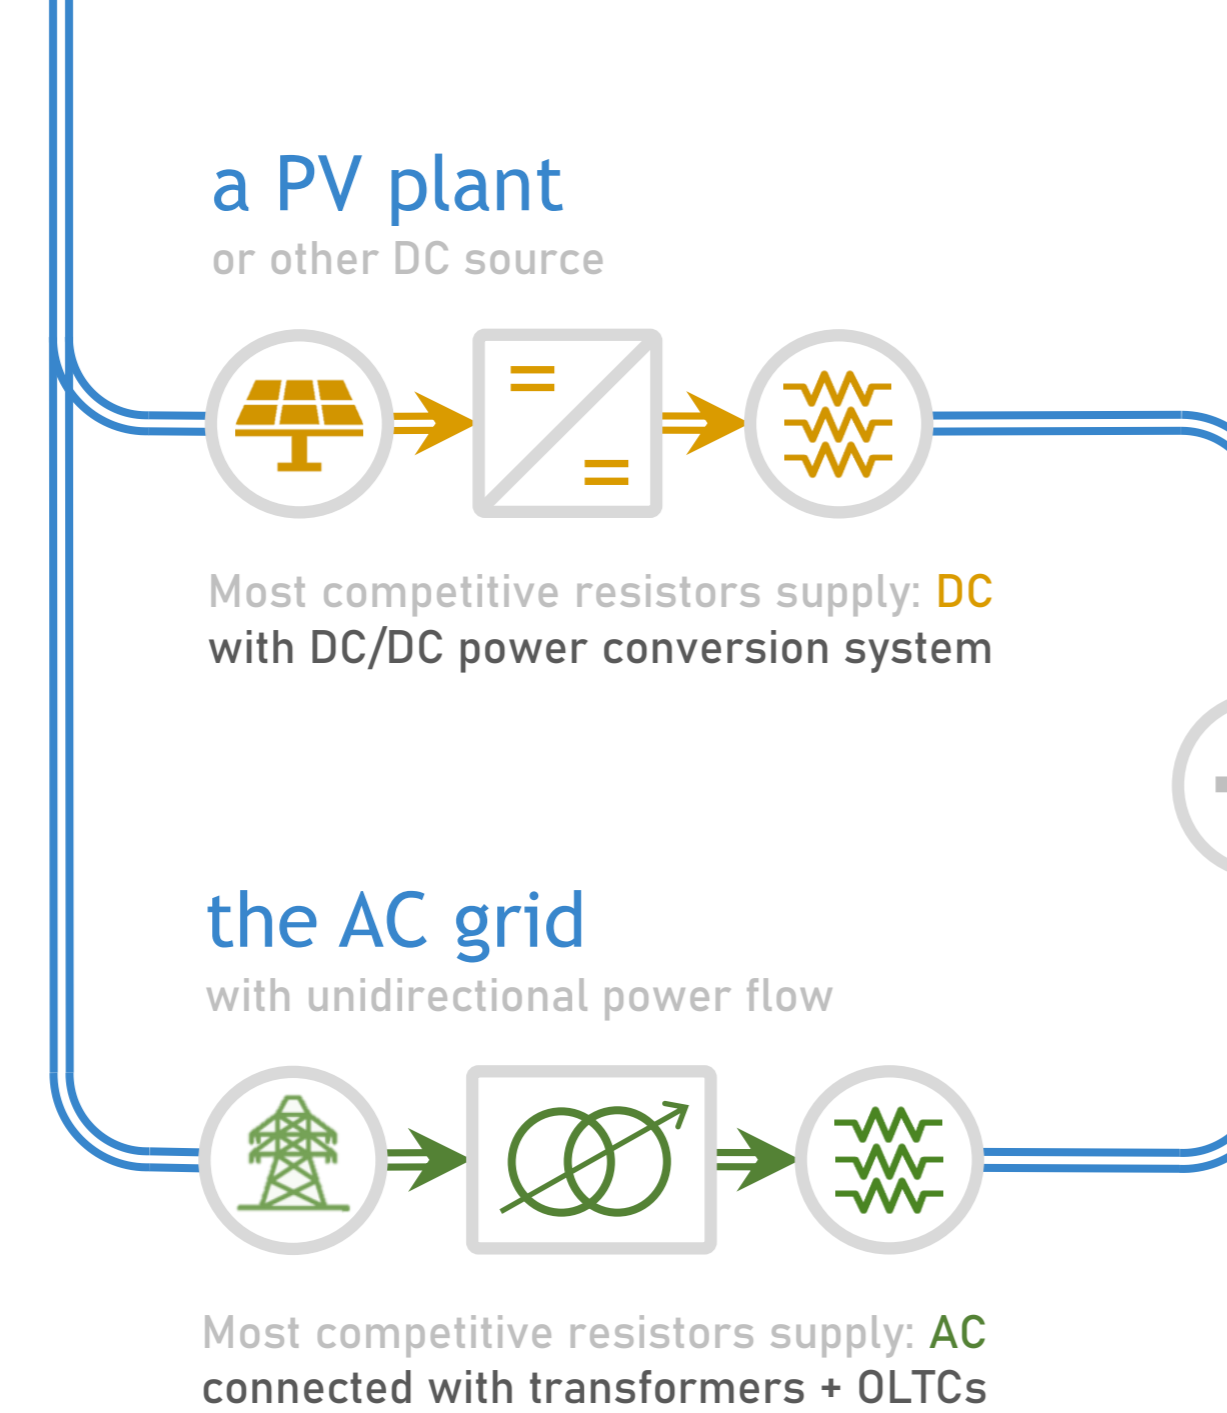 a PV plant
or other DC source
Most competitive resistors supply: DC
with DC/DC power conversion system
the AC grid
with unidirectional power flow
Most competitive resistors supply: AC
connected with transformers + OLTCs